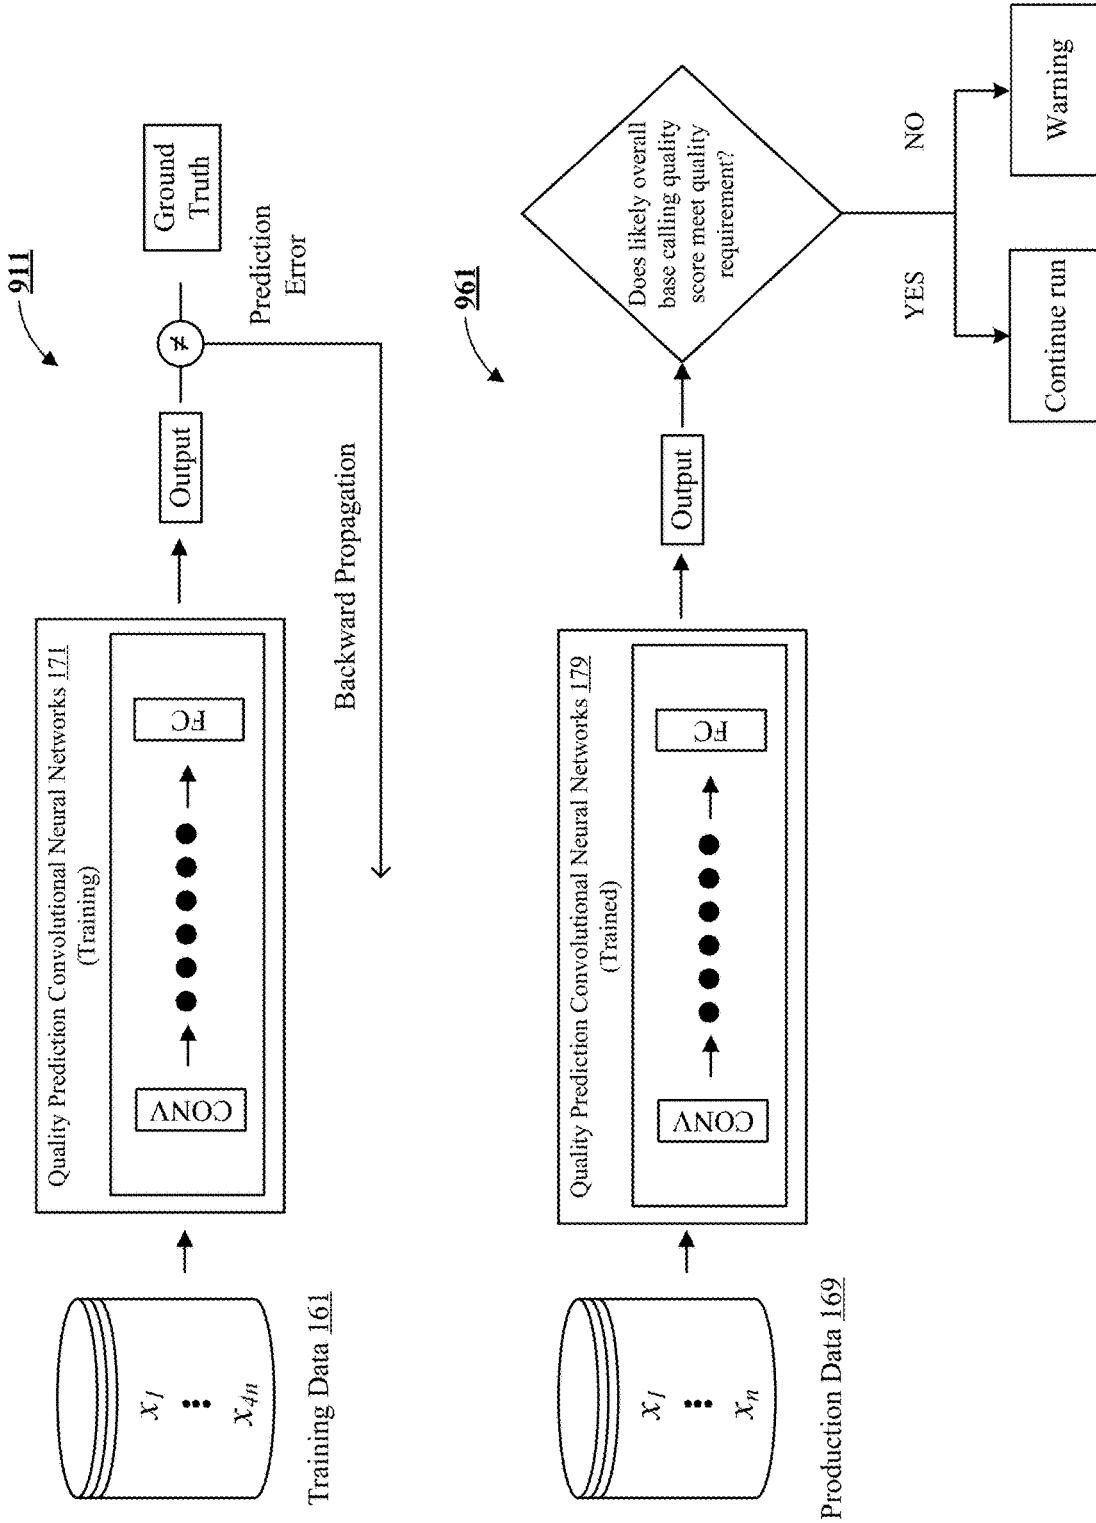 911
Quality Prediction Convolutional Neural Networks 171
(Training)
CONV
FC
x1
x4n
Training Data 161
Output
≠
Ground
Truth
Prediction
Error
Backward Propagation
961
Quality Prediction Convolutional Neural Networks 179
(Trained)
CONV
FC
x1
xn
Production Data 169
Output
Does likely overall
base calling quality
score meet quality
requirement?
YES
NO
Continue run
Warning